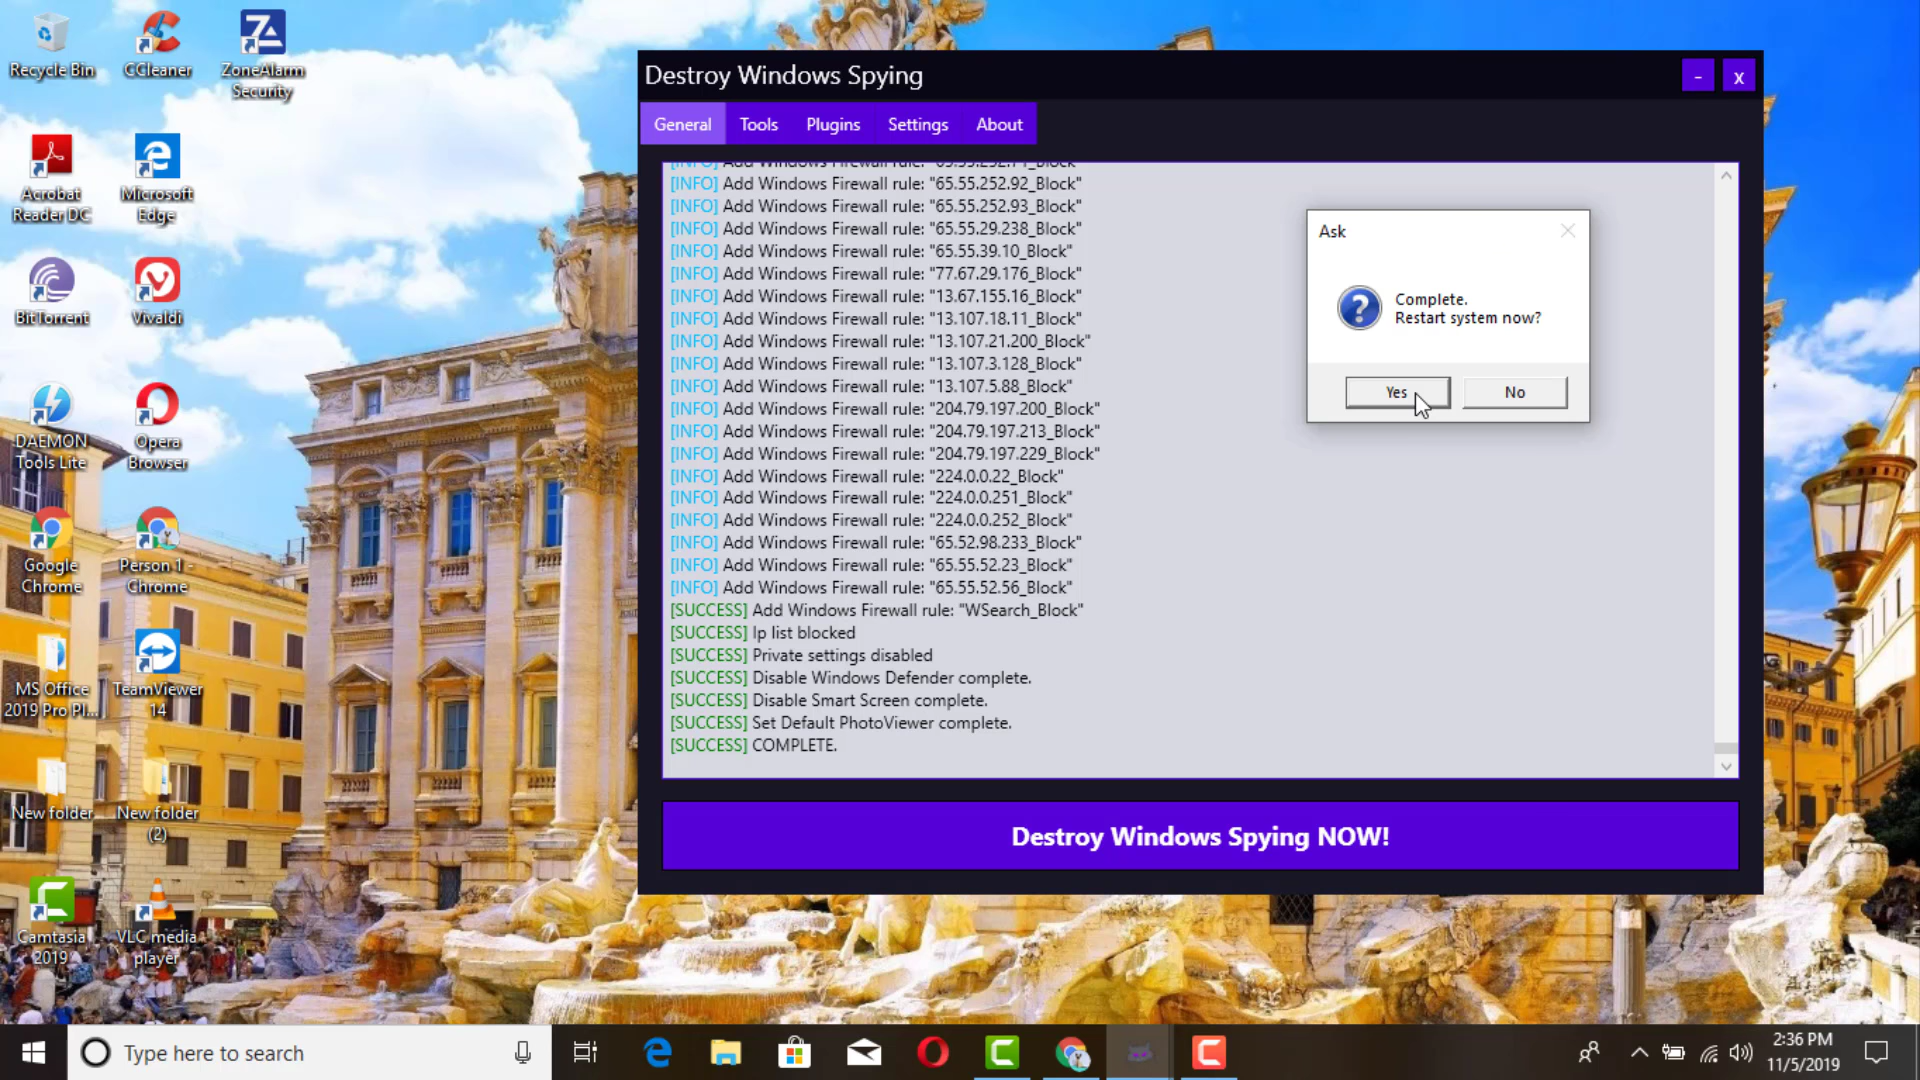 Recycle Bin
CCleaner
ZoneAlarm
Security
Acrobat
Reader DC
Microsoft
Edge
BitTorrent
Vivaldi
DAEMON
Tools Lite
Opera
Browser
Google
Chrome
Person 1 -
Chrome
MS Office
2019 Pro Pl...
TeamViewer
14
New folder
New folder
(2)
Camtasia
2019
VLC media
player
Destroy Windows Spying
- x
General Tools Plugins Settings About
[INFO] Add Windows Firewall rule: "65.55.252.71_Block"
[INFO] Add Windows Firewall rule: "65.55.252.92_Block"
[INFO] Add Windows Firewall rule: "65.55.252.93_Block"
[INFO] Add Windows Firewall rule: "65.55.29.238_Block"
[INFO] Add Windows Firewall rule: "65.55.39.10_Block"
[INFO] Add Windows Firewall rule: "77.67.29.176_Block"
[INFO] Add Windows Firewall rule: "13.67.155.16_Block"
[INFO] Add Windows Firewall rule: "13.107.18.11_Block"
[INFO] Add Windows Firewall rule: "13.107.21.200_Block"
[INFO] Add Windows Firewall rule: "13.107.3.128_Block"
[INFO] Add Windows Firewall rule: "13.107.5.88_Block"
[INFO] Add Windows Firewall rule: "204.79.197.200_Block"
[INFO] Add Windows Firewall rule: "204.79.197.213_Block"
[INFO] Add Windows Firewall rule: "204.79.197.229_Block"
[INFO] Add Windows Firewall rule: "224.0.0.22_Block"
[INFO] Add Windows Firewall rule: "224.0.0.251_Block"
[INFO] Add Windows Firewall rule: "224.0.0.252_Block"
[INFO] Add Windows Firewall rule: "65.52.98.233_Block"
[INFO] Add Windows Firewall rule: "65.55.52.23_Block"
[INFO] Add Windows Firewall rule: "65.55.52.56_Block"
[SUCCESS] Add Windows Firewall rule: "WSearch_Block"
[SUCCESS] Ip list blocked
[SUCCESS] Private settings disabled
[SUCCESS] Disable Windows Defender complete.
[SUCCESS] Disable Smart Screen complete.
[SUCCESS] Set Default PhotoViewer complete.
[SUCCESS] COMPLETE.
Ask
Complete.
Restart system now?
Yes No
Destroy Windows Spying NOW!
Type here to search
2:36 PM
11/5/2019